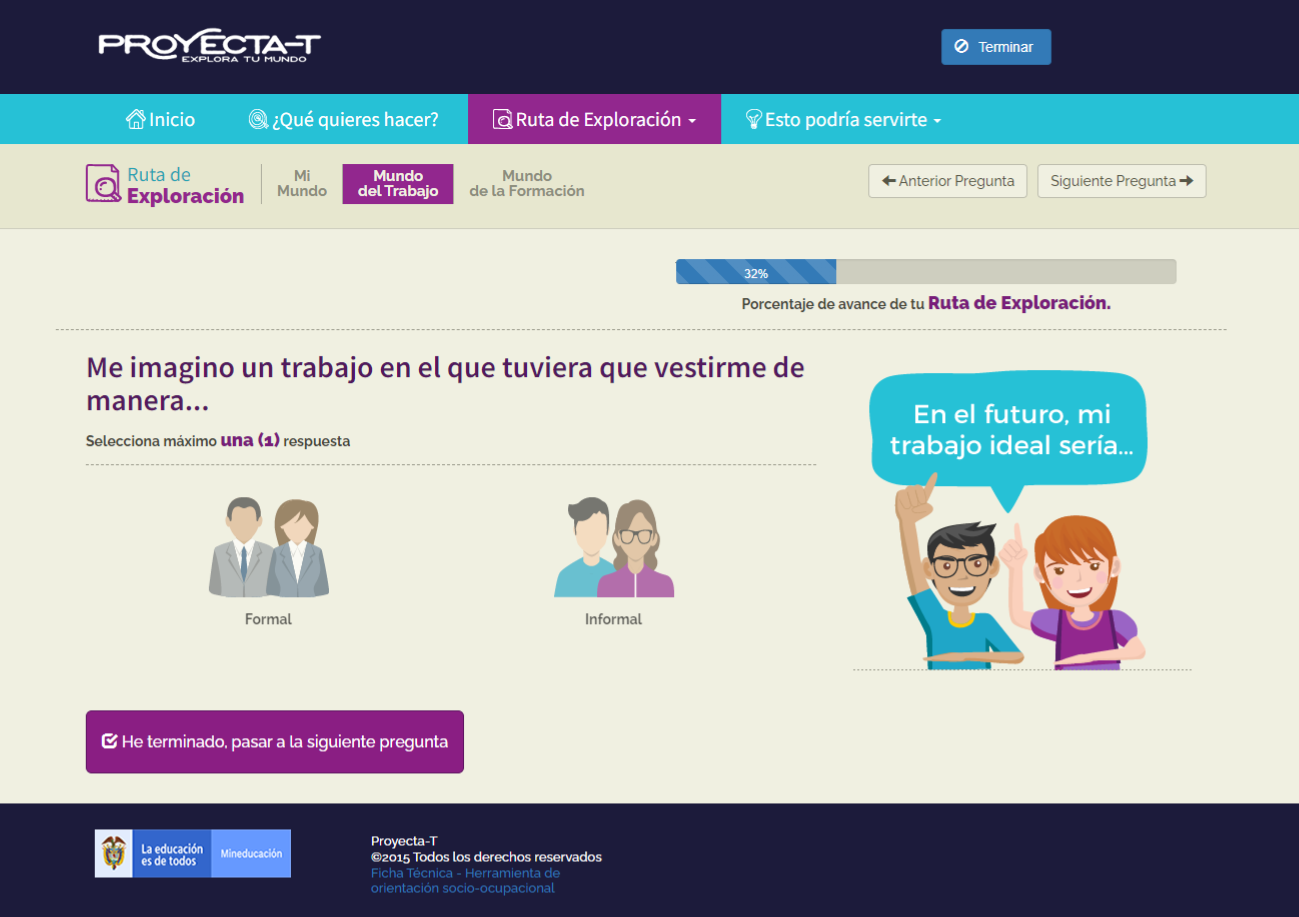 PROYECTA-T
EXPLORA TU MUNDO
Terminar
Inicio
¿Qué quieres hacer?
Ruta de Exploración
Esto podría servirte
Ruta de
Exploración
Mi
Mundo
Mundo
del Trabajo
Mundo
de la Formación
Anterior Pregunta
Siguiente Pregunta
32%
Porcentaje de avance de tu Ruta de Exploración.
Me imagino un trabajo en el que tuviera que vestirme de
manera...
Selecciona máximo una (1) respuesta
En el futuro, mi
trabajo ideal sería...
Formal
Informal
He terminado, pasar a la siguiente pregunta
La educación
es de todos
Mineducación
Proyecta-T
©2015 Todos los derechos reservados
Ficha Técnica - Herramienta de
orientación socio-ocupacional